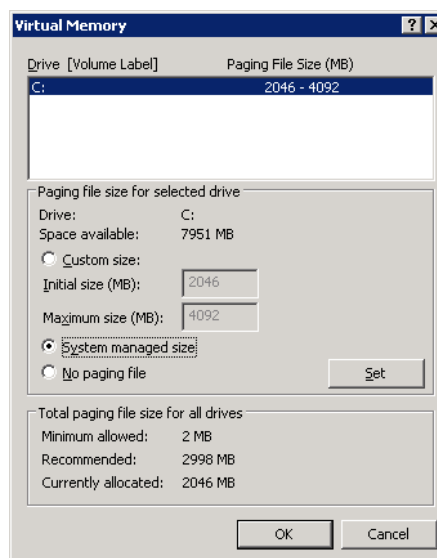 Virtual Memory
Drive [Volume Label] Paging File Size (MB)
C: 2046 - 4092
Paging file size for selected drive
Drive: C:
Space available: 7951 MB
Custom size:
Initial size (MB): 2046
Maximum size (MB): 4092
System managed size
No paging file Set
Total paging file size for all drives
Minimum allowed: 2 MB
Recommended: 2998 MB
Currently allocated: 2046 MB
OK Cancel